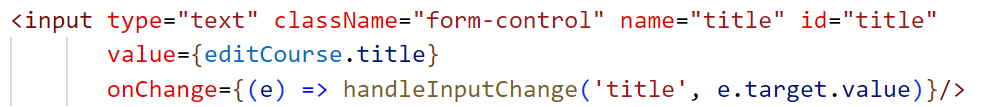 <input type="text" className="form-control" name="title" id="title"
value={editCourse.title}
onChange={(e) => handleInputChange('title', e.target.value)}/>